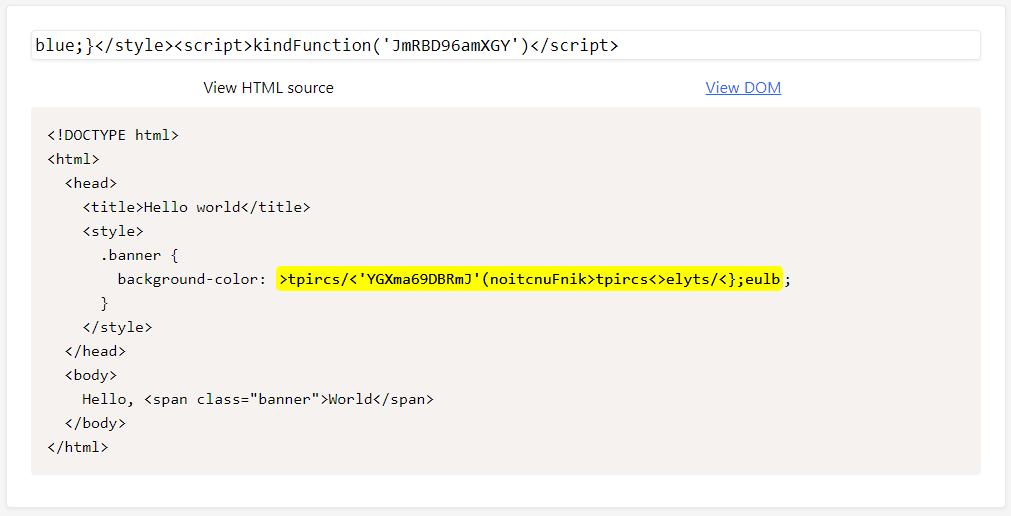 blue;}</style><script>kindFunction('JmRBD96amXGY')</script>
View HTML source
View DOM
<!DOCTYPE html>
<html>
<head>
<title>Hello world</title>
<style>
.banner {
background-color: >tpircs/<'YGXma69DBRmJ'(noitcnuFnik>tpircs<>elyts/<};eulb;
}
</style>
</head>
<body>
Hello, <span class="banner">World</span>
</body>
</html>